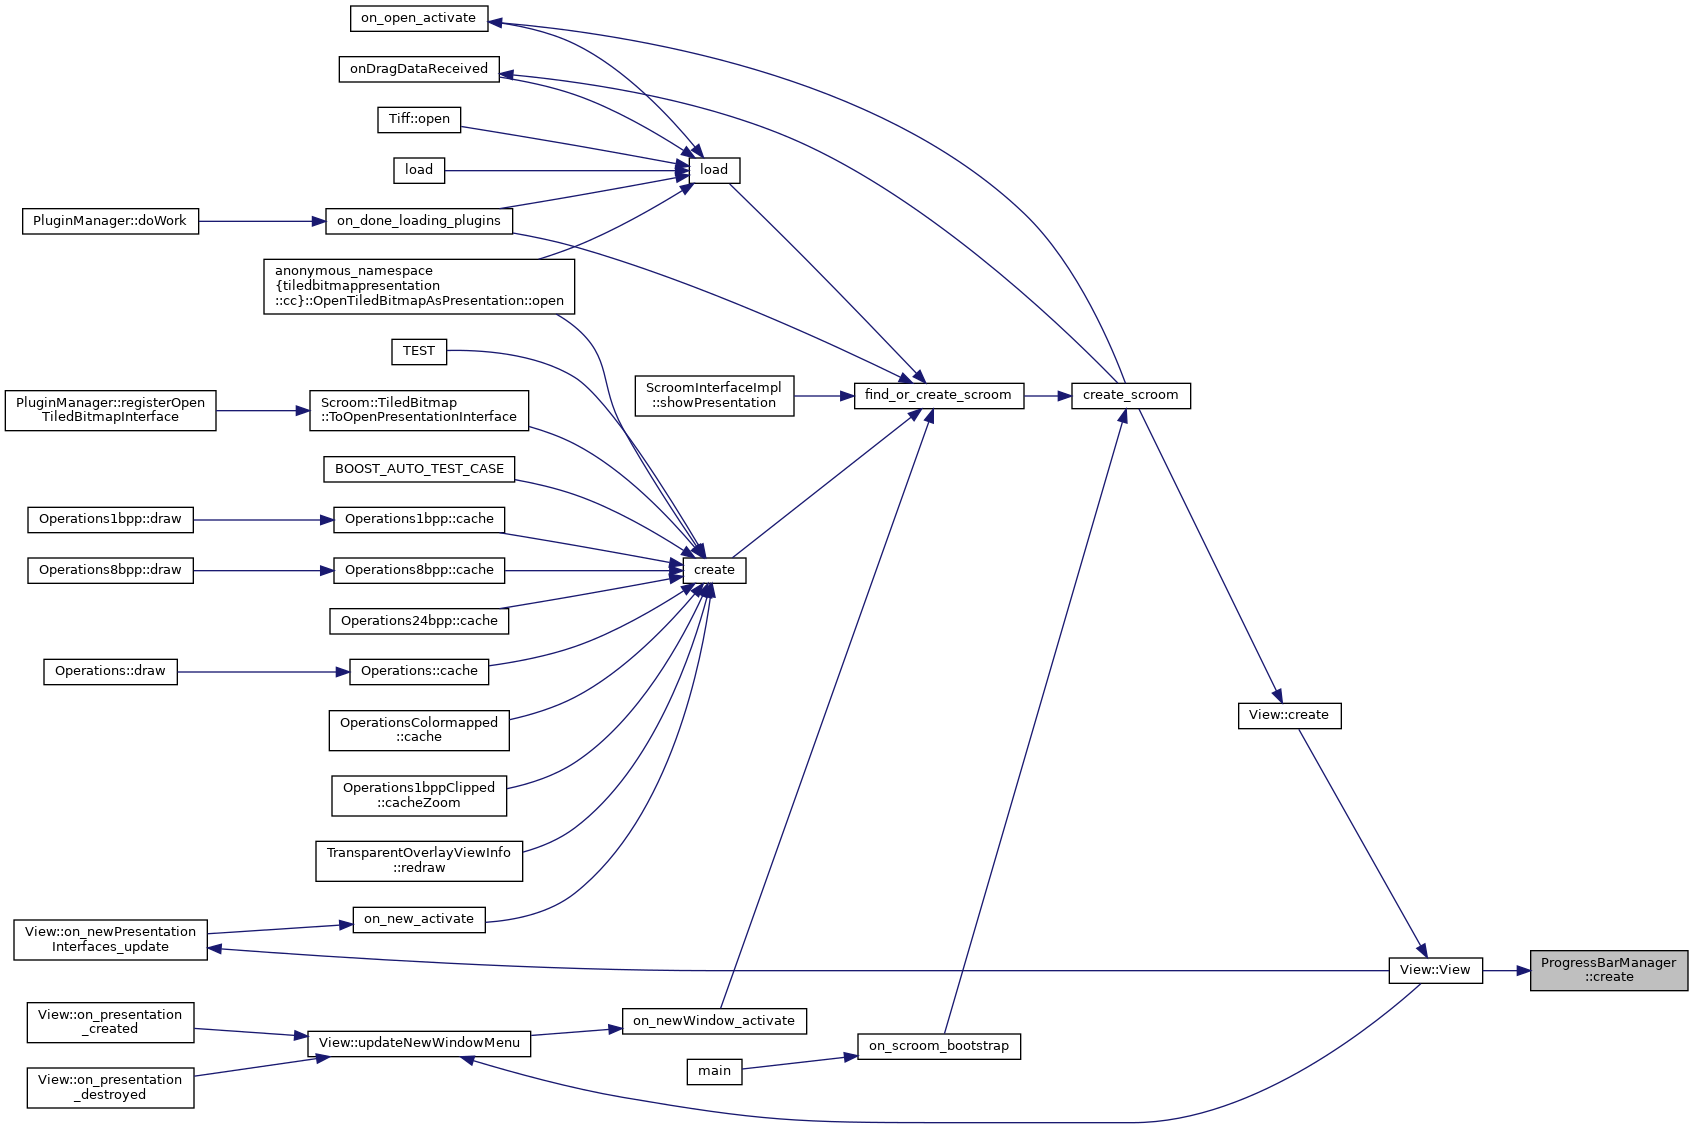 on_open_activate
onDragDataReceived
Tiff::open
load
load
PluginManager::doWork
on_done_loading_plugins
anonymous_namespace
{tiledbitmappresentation
::cc}::OpenTiledBitmapAsPresentation::open
TEST
ScroomInterfaceImpl
::showPresentation
find_or_create_scroom
create_scroom
PluginManager::registerOpen
TiledBitmapInterface
Scroom::TiledBitmap
::ToOpenPresentationInterface
BOOST_AUTO_TEST_CASE
Operations1bpp::draw
Operations1bpp::cache
Operations8bpp::draw
Operations8bpp::cache
create
Operations24bpp::cache
Operations::draw
Operations::cache
OperationsColormapped
::cache
View::create
Operations1bppClipped
::cacheZoom
TransparentOverlayViewInfo
::redraw
on_new_activate
View::on_newPresentation
Interfaces_update
View::View
ProgressBarManager
::create
View::on_presentation
_created
View::updateNewWindowMenu
on_newWindow_activate
on_scroom_bootstrap
main
View::on_presentation
_destroyed